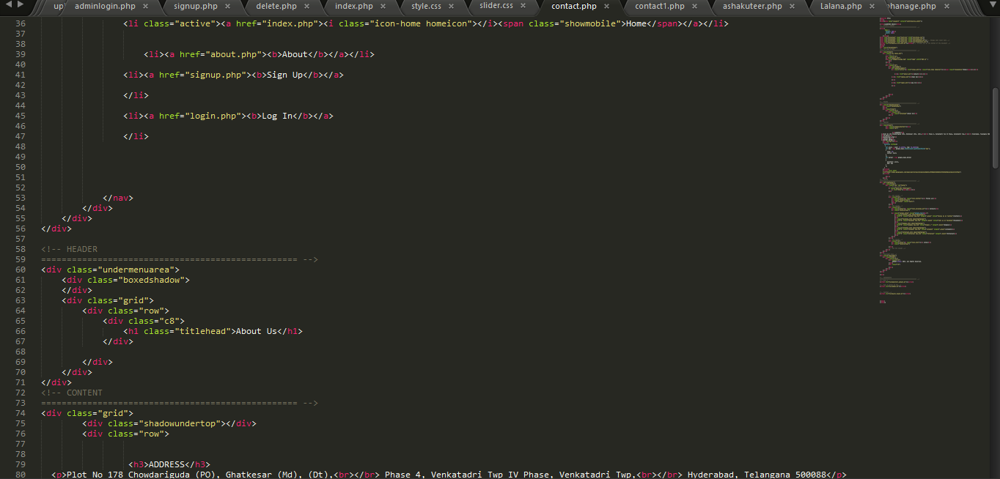 up adminlogin.php × signup.php × delete.php × index.php × style.css × slider.css × contact.php × contact1.php × ashakuteer.php × Lalana.php × phanage.php ×
36 <li class="active"><a href="index.php"><i class="icon-home homeicon"></i><span class="showmobile">Home</span></a></li>
37
38
39 <li><a href="about.php"><b>About</b></a></li>
40
41 <li><a href="signup.php"><b>Sign Up</b></a>
42
43 </li>
44
45 <li><a href="login.php"><b>Log In</b></a>
46
47 </li>
48
49
50
51
52
53 </nav>
54 </div>
55 </div>
56 </div>
57
58 <!-- HEADER
59 ================================================== -->
60 <div class="undermenuarea">
61 <div class="boxedshadow">
62 </div>
63 <div class="grid">
64 <div class="row">
65 <div class="c8">
66 <h1 class="titlehead">About Us</h1>
67 </div>
68
69 </div>
70 </div>
71 </div>
72 <!-- CONTENT
73 ================================================== -->
74 <div class="grid">
75 <div class="shadowundertop"></div>
76 <div class="row">
77
78
79 <h3>ADDRESS</h3>
80 <p>Plot No 178 Chowdariguda (PO), Ghatkesar (Md), (Dt),<br></br> Phase 4, Venkatadri Twp IV Phase, Venkatadri Twp,<br></br> Hyderabad, Telangana 500088</p>